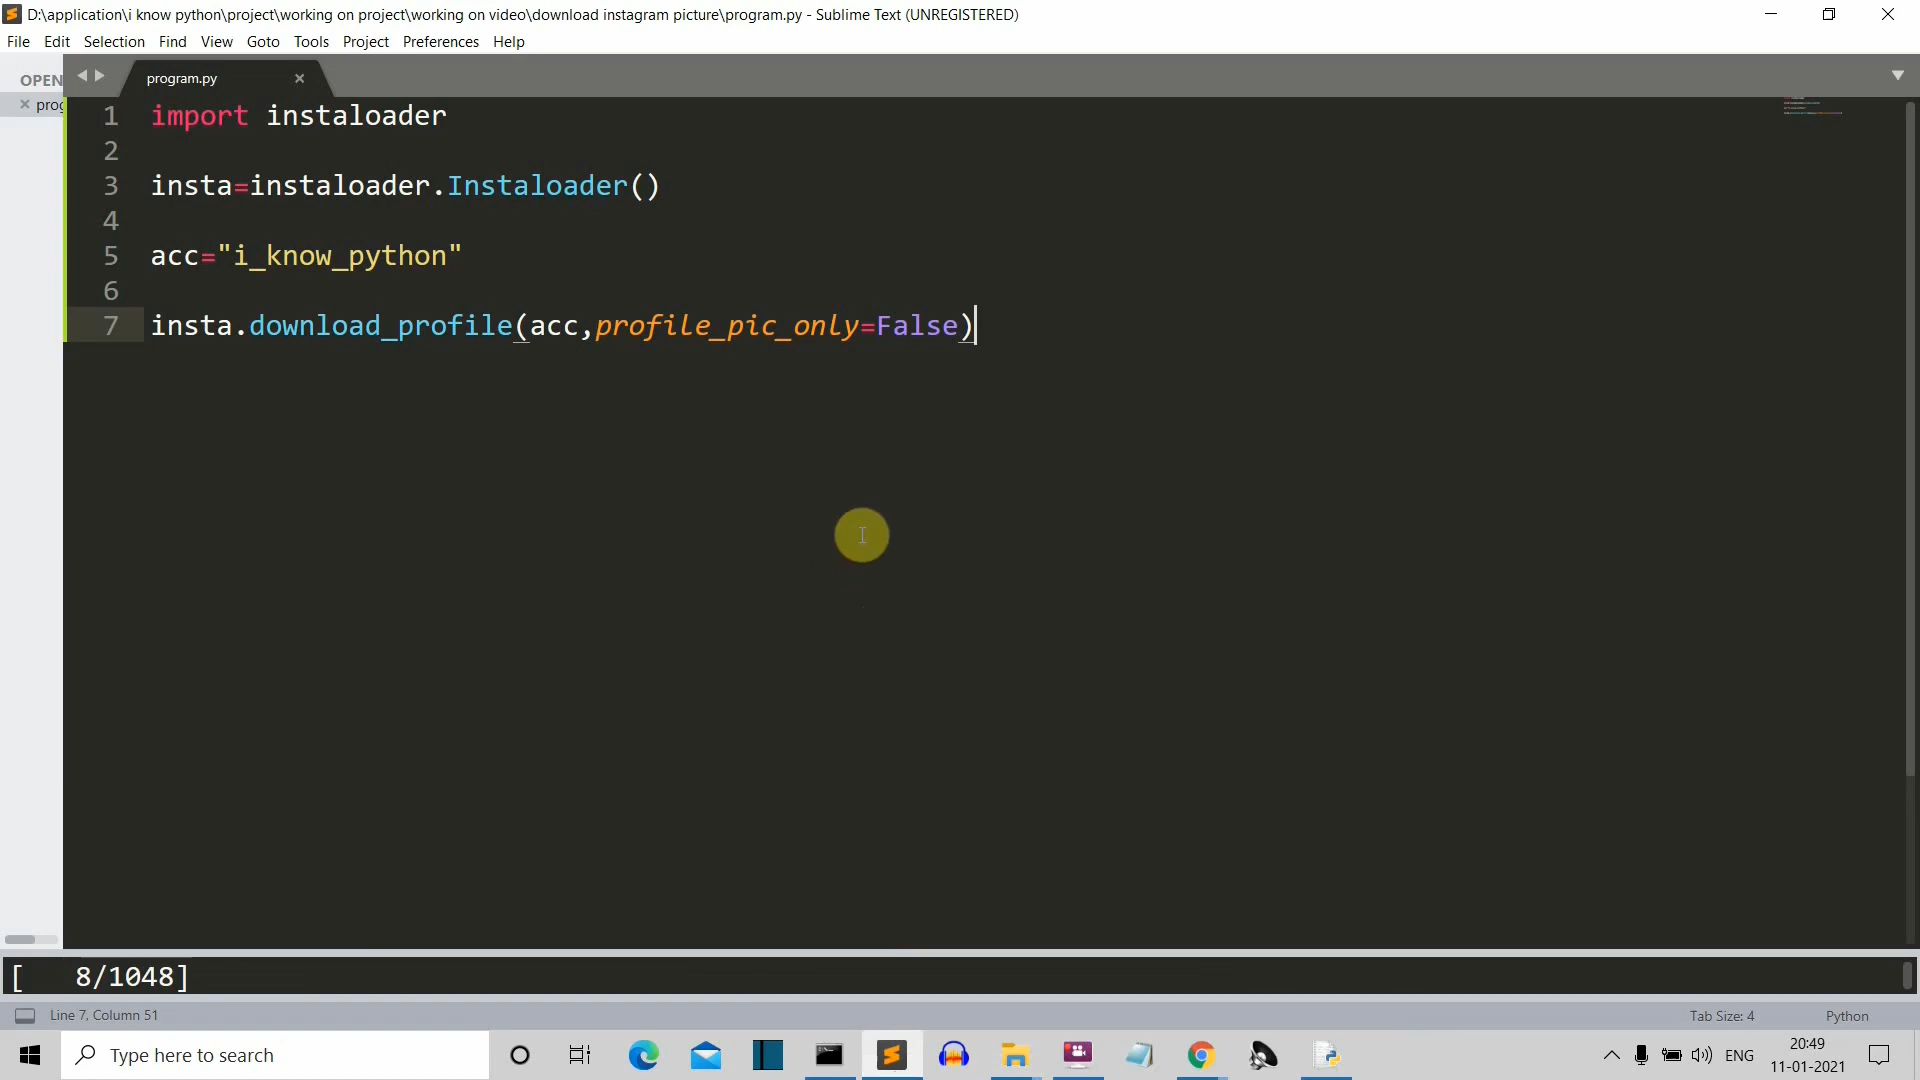 D:\application\i know python\project\working on project\working on video\download instagram picture\program.py - Sublime Text (UNREGISTERED)
File Edit Selection Find View Goto Tools Project Preferences Help
OPEN
program.py
prog
1 import instaloader
2
3 insta=instaloader.Instaloader()
4
5 acc="i_know_python"
6
7 insta.download_profile(acc,profile_pic_only=False)
[   8/1048]
Line 7, Column 51
Tab Size: 4
Python
Type here to search
ENG
20:49
11-01-2021